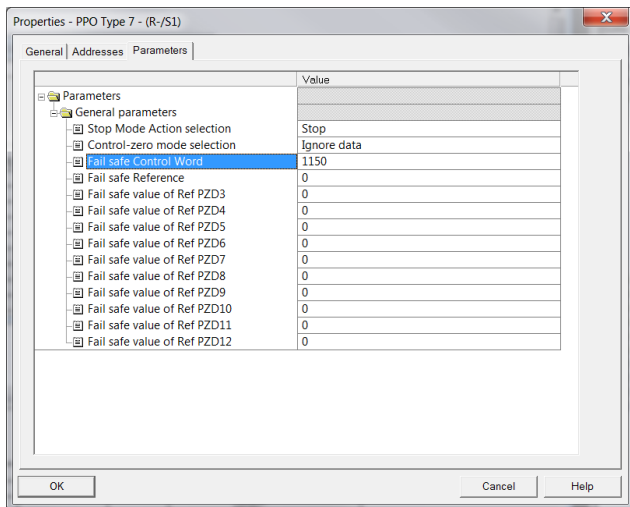 Properties - PPO Type 7 - (R-/S1)
General Addresses Parameters
Value
Parameters
General parameters
Stop Mode Action selection Stop
Control-zero mode selection Ignore data
Fail safe Control Word 1150
Fail safe Reference 0
Fail safe value of Ref PZD3 0
Fail safe value of Ref PZD4 0
Fail safe value of Ref PZD5 0
Fail safe value of Ref PZD6 0
Fail safe value of Ref PZD7 0
Fail safe value of Ref PZD8 0
Fail safe value of Ref PZD9 0
Fail safe value of Ref PZD10 0
Fail safe value of Ref PZD11 0
Fail safe value of Ref PZD12 0
OK Cancel Help